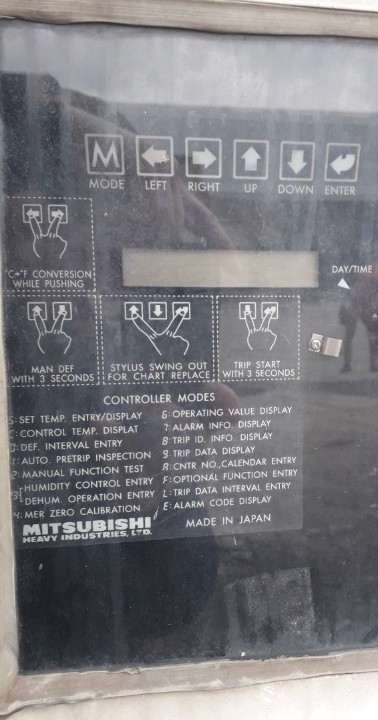 M
MODE LEFT RIGHT UP DOWN ENTER
°C↔°F CONVERSION
WHILE PUSHING
DAY/TIME
MAN DEF
WITH 3 SECONDS
STYLUS SWING OUT
FOR CHART REPLACE
TRIP START
WITH 3 SECONDS
CONTROLLER MODES
SET TEMP. ENTRY/DISPLAY
CONTROL TEMP. DISPLAT
DEF. INTERVAL ENTRY
AUTO. PRETRIP INSPECTION
MANUAL FUNCTION TEST
HUMIDITY CONTROL ENTRY
DEHUM. OPERATION ENTRY
MER ZERO CALIBRATION
6: OPERATING VALUE DISPLAY
7: ALARM INFO. DISPLAY
8: TRIP ID. INFO. DISPLAY
9: TRIP DATA DISPLAY
A: CNTR NO.,CALENDAR ENTRY
F: OPTIONAL FUNCTION ENTRY
L: TRIP DATA INTERVAL ENTRY
E: ALARM CODE DISPLAY
MITSUBISHI
HEAVY INDUSTRIES, LTD.
MADE IN JAPAN